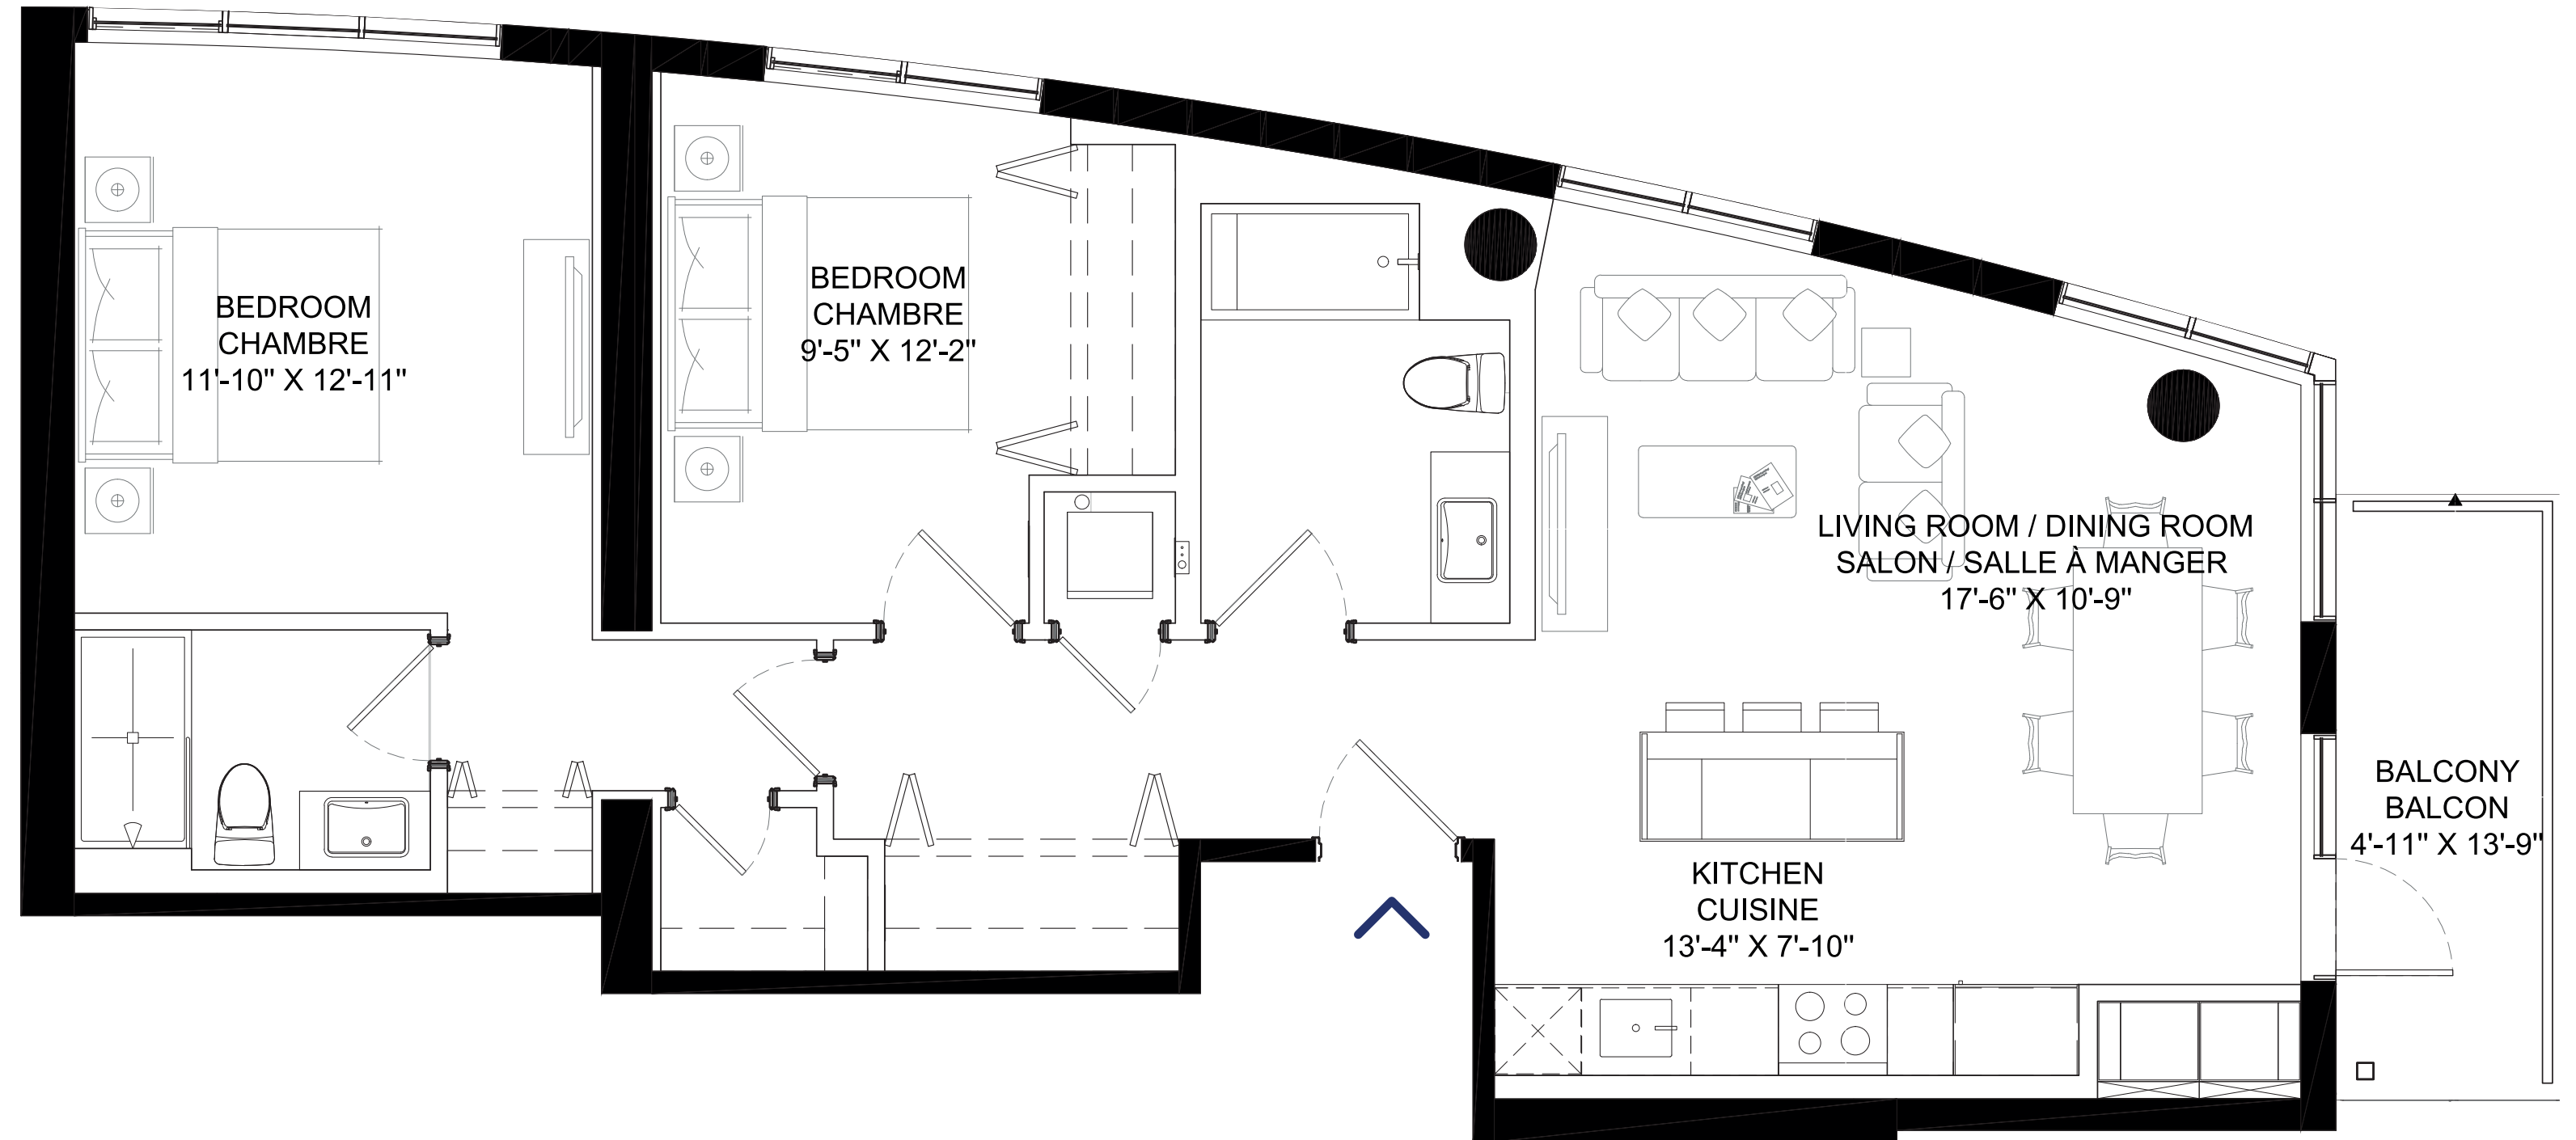 BEDROOM
CHAMBRE
11'-10" X 12'-11"
BEDROOM
CHAMBRE
9'-5" X 12'-2"
LIVING ROOM / DINING ROOM
SALON / SALLE À MANGER
17'-6" X 10'-9"
BALCONY
BALCON
4'-11" X 13'-9"
KITCHEN
CUISINE
13'-4" X 7'-10"